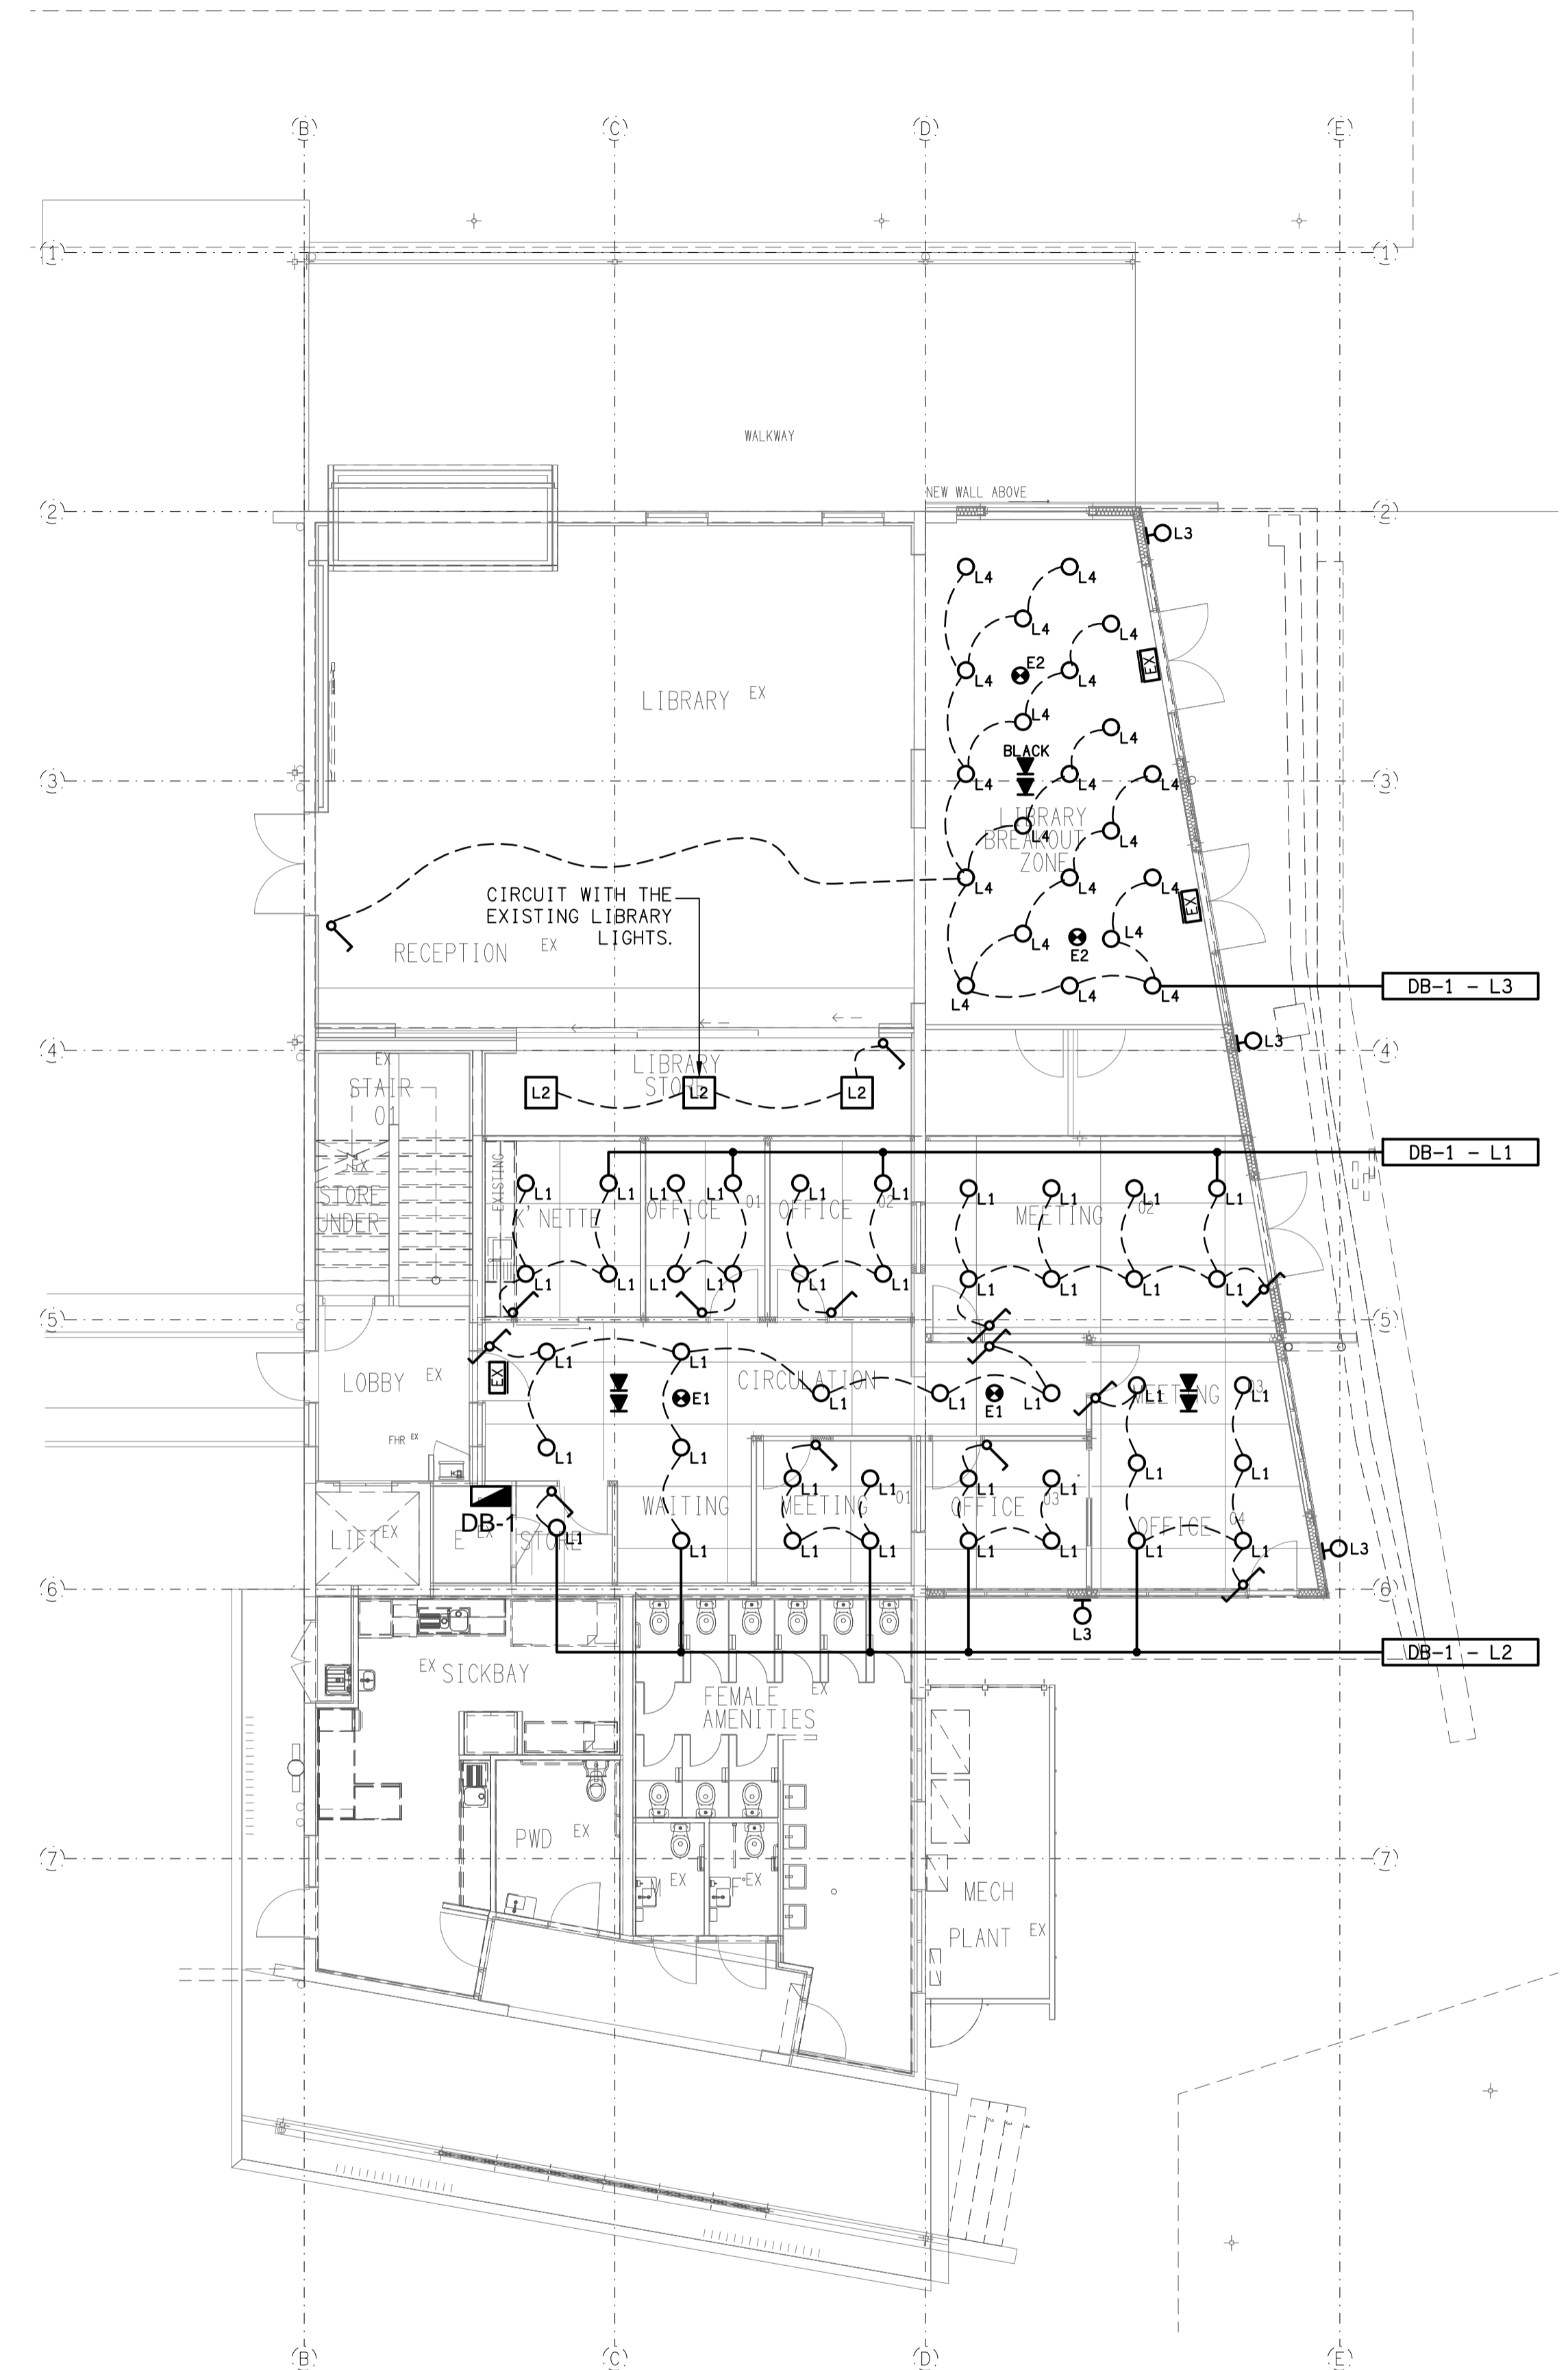 B C D E
1 1
WALKWAY
NEW WALL ABOVE
2 2
L3
L4 L4
L4 L4
E2
L4 L4
EX
LIBRARY EX
L4 L4
BLACK
3 3
L4 L4 L4
LIBRARY
BREAKOUT
ZONE
L4 L4
CIRCUIT WITH THE
EXISTING LIBRARY
LIGHTS.
L4 L4 L4
EX
RECEPTION EX
L4 L4
E2
L4 L4 L4
DB-1 - L3
4 4
L3
EX
STAIR
01
LIBRARY
STORE
L2 L2 L2
DB-1 - L1
EX
STORE
UNDER
EXISTING
L1 L1 L1 L1 L1 L1 L1 L1 L1 L1
K'NETTE
OFFICE 01
OFFICE 02
MEETING 02
L1 L1 L1 L1 L1 L1 L1 L1 L1 L1
5 5
L1 L1
LOBBY EX
EX
CIRCULATION
E1
L1 L1 E1 L1
MEETING 03
L1 L1
FHR EX
L1 L1
L1 L1
DB-1
WAITING
L1 L1
MEETING 01
L1 L1
OFFICE 03
OFFICE 04
LIFT EX
E EX
STORE
L1
L1 L1 L1 L1 L1 L1 L1
L3
6 6
L3
DB-1 - L2
EX SICKBAY
FEMALE EX
AMENITIES
PWD EX
7 7
M EX
F EX
MECH
PLANT EX
1 2 3 4
B C D E